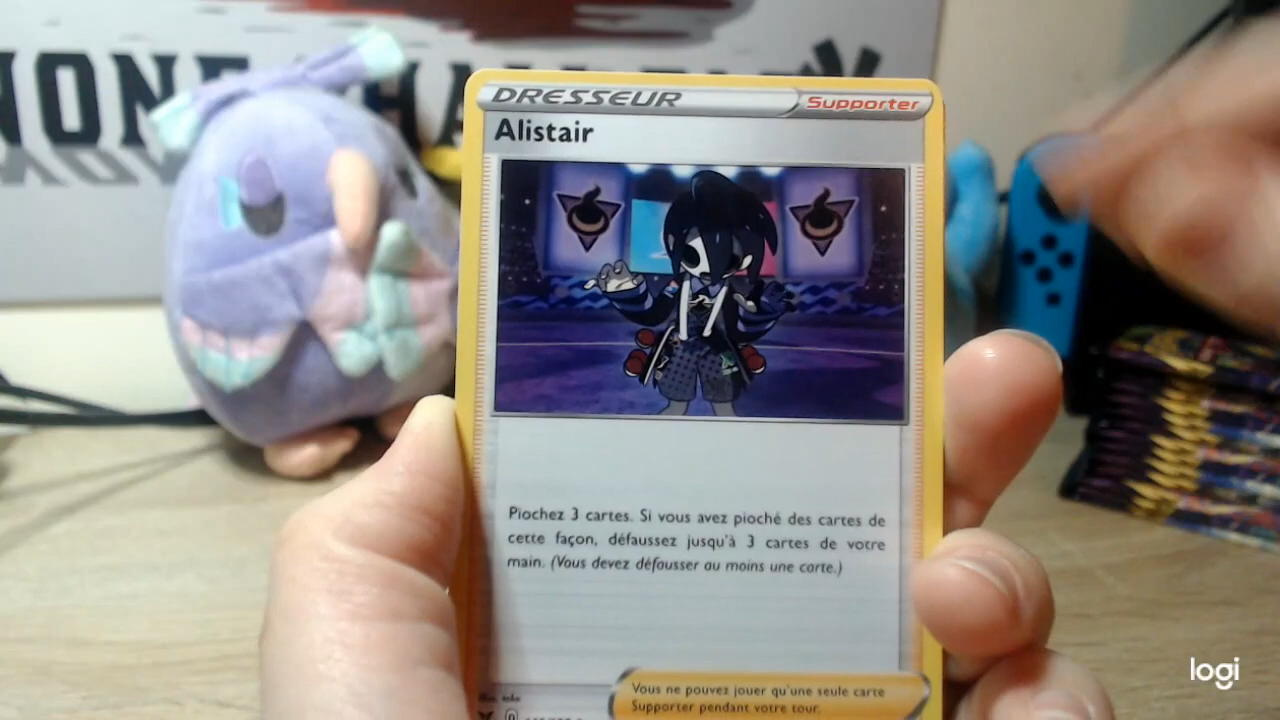 DRESSEUR Supporter
Alistair
Piochez 3 cartes. Si vous avez pioché des cartes de
cette façon, défaussez jusqu'à 3 cartes de votre
main. (Vous devez défausser au moins une carte.)
Vous ne pouvez jouer qu'une seule carte
Supporter pendant votre tour.
logi